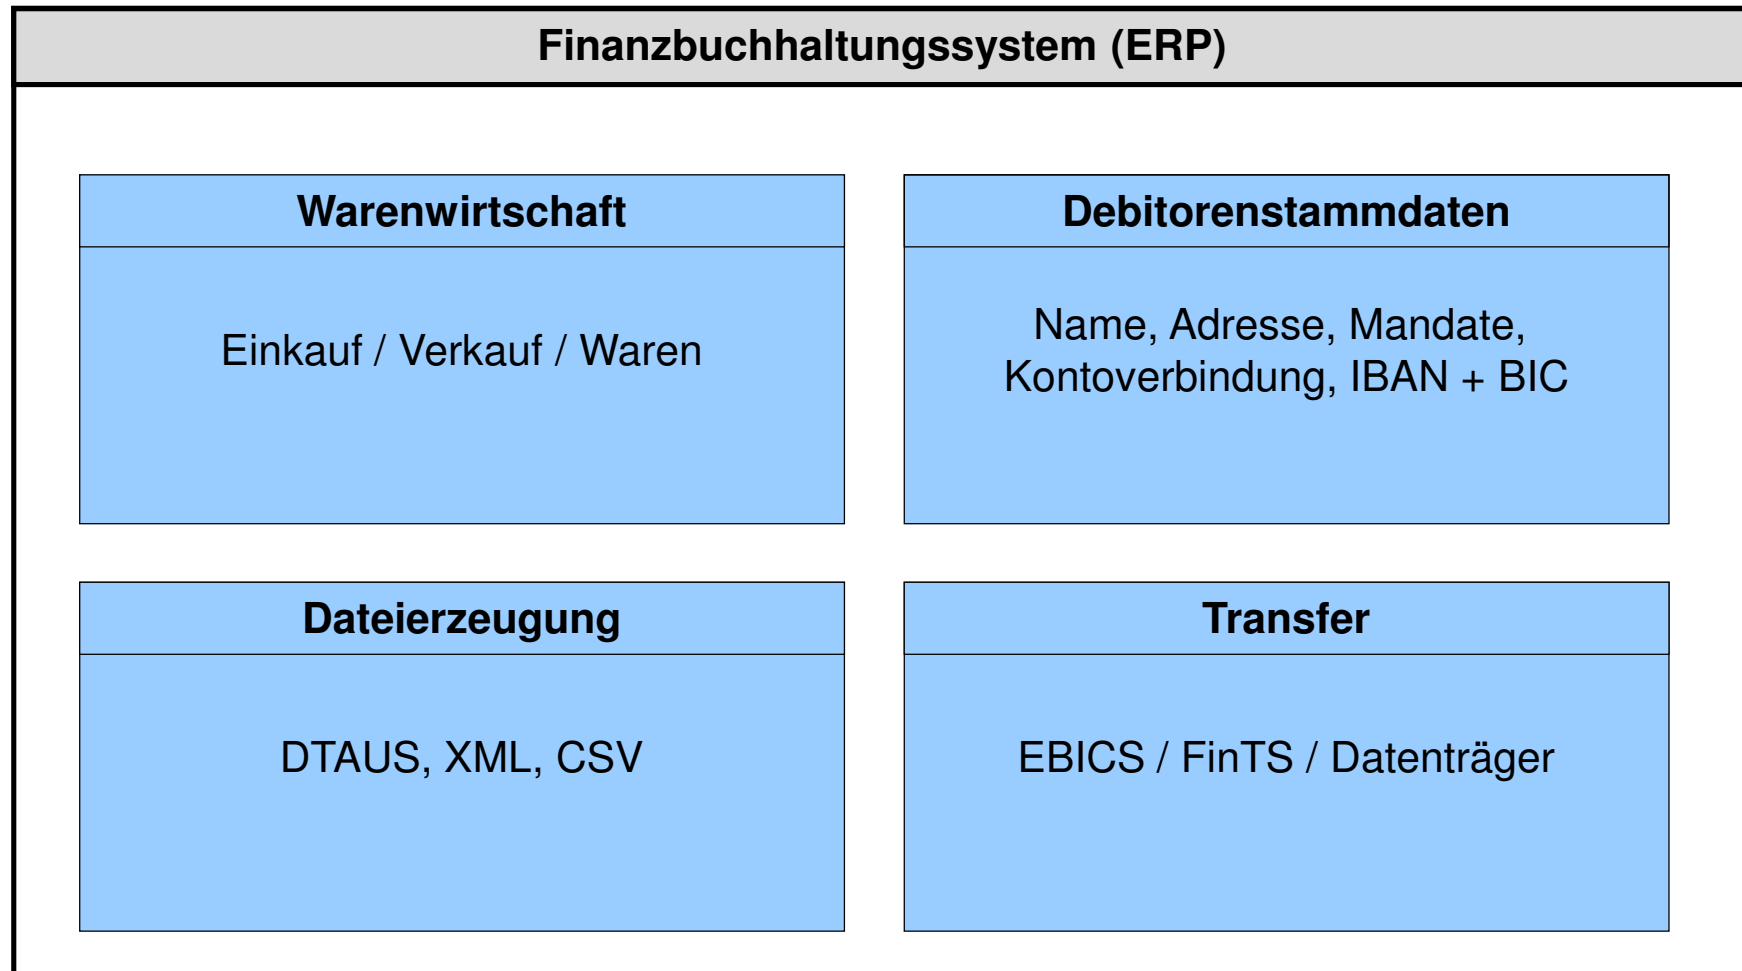 Finanzbuchhaltungssystem (ERP)
Warenwirtschaft
Einkauf / Verkauf / Waren
Debitorenstammdaten
Name, Adresse, Mandate,
Kontoverbindung, IBAN + BIC
Dateierzeugung
DTAUS, XML, CSV
Transfer
EBICS / FinTS / Datenträger